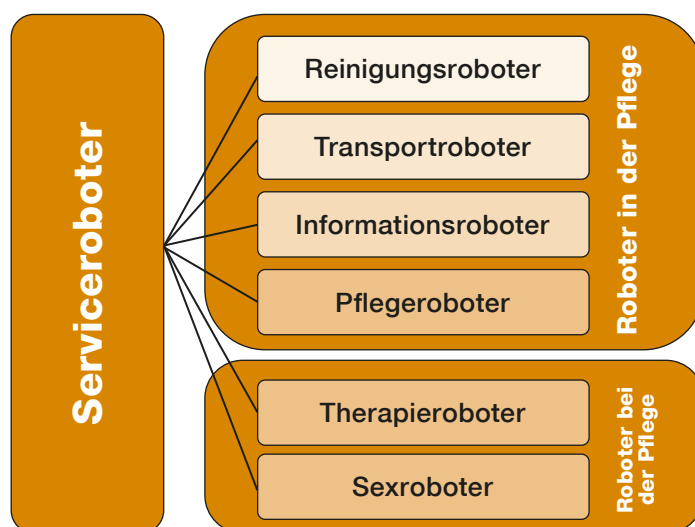 Serviceroboter
Reinigungsroboter
Transportroboter
Informationsroboter
Pflegeroboter
Roboter in der Pflege
Therapieroboter
Sexroboter
Roboter bei
der Pflege